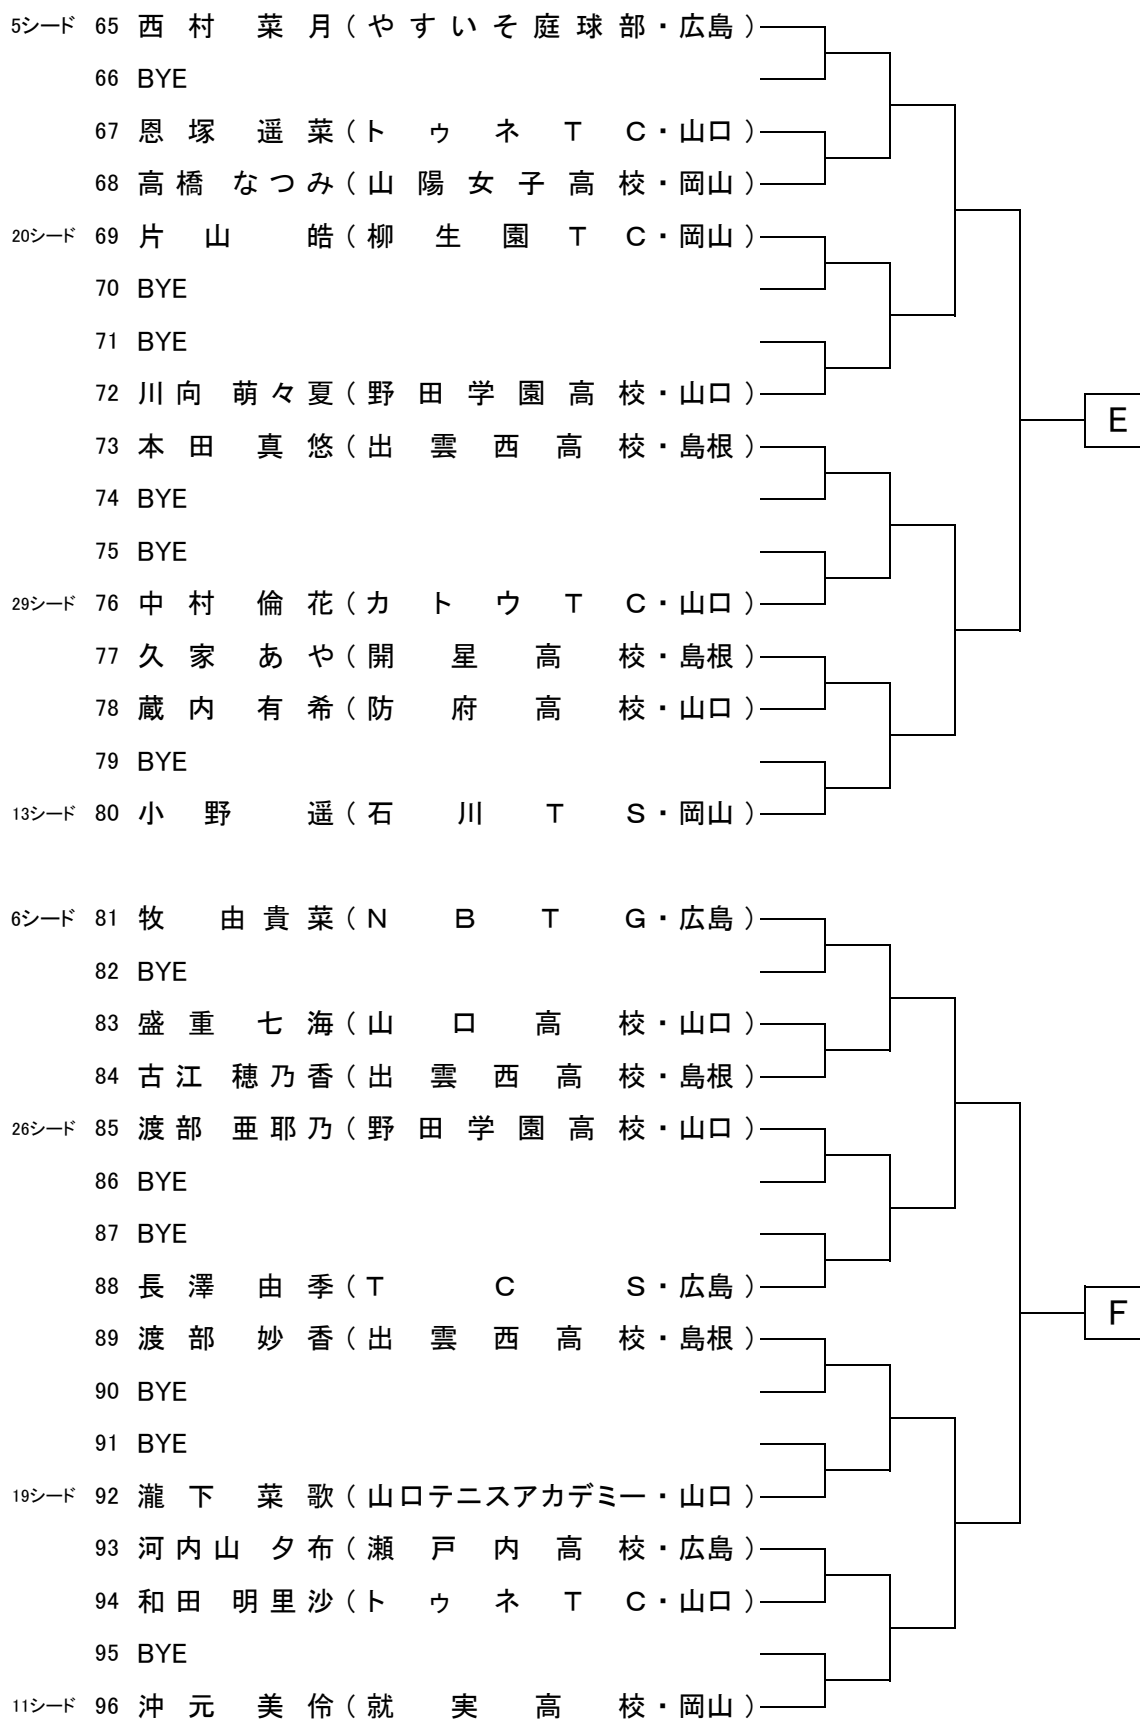 5シード 65 西村 菜月（やすいそ庭球部・広島）
66 BYE
67 恩塚 遥菜（トゥネTC・山口）
68 高橋 なつみ（山陽女子高校・岡山）
20シード 69 片山 皓（柳生園TC・岡山）
70 BYE
71 BYE
72 川向 萌々夏（野田学園高校・山口）
73 本田 真悠（出雲西高校・島根）
74 BYE
75 BYE
29シード 76 中村 倫花（カトウTC・山口）
77 久家 あや（開星高校・島根）
78 蔵内 有希（防府高校・山口）
79 BYE
13シード 80 小野 遥（石川TS・岡山）
E
6シード 81 牧 由貴菜（NBTG・広島）
82 BYE
83 盛重 七海（山口高校・山口）
84 古江 穂乃香（出雲西高校・島根）
26シード 85 渡部 亜耶乃（野田学園高校・山口）
86 BYE
87 BYE
88 長澤 由季（TCS・広島）
89 渡部 妙香（出雲西高校・島根）
90 BYE
91 BYE
19シード 92 瀧下 菜歌（山口テニスアカデミー・山口）
93 河内山 夕布（瀬戸内高校・広島）
94 和田 明里沙（トゥネTC・山口）
95 BYE
11シード 96 沖元 美伶（就実高校・岡山）
F